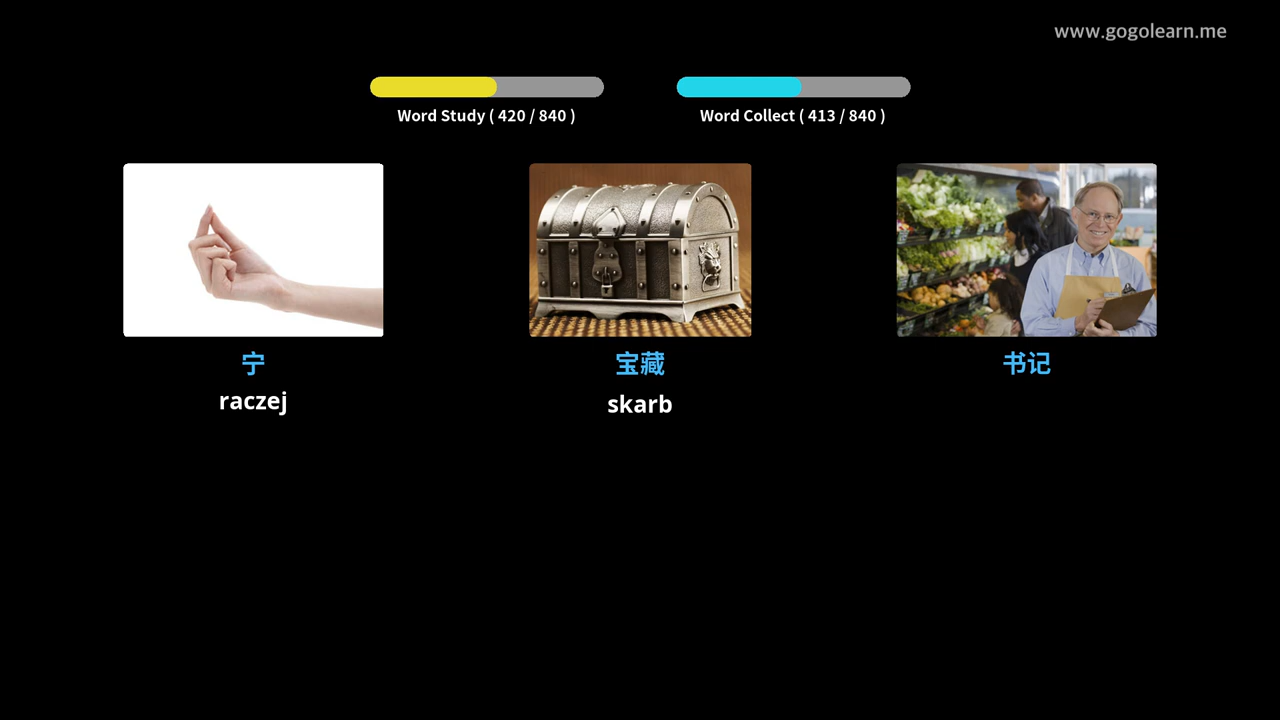 www.gogolearn.me
Word Study ( 420 / 840 )
Word Collect ( 413 / 840 )
宁
宝藏
书记
raczej
skarb